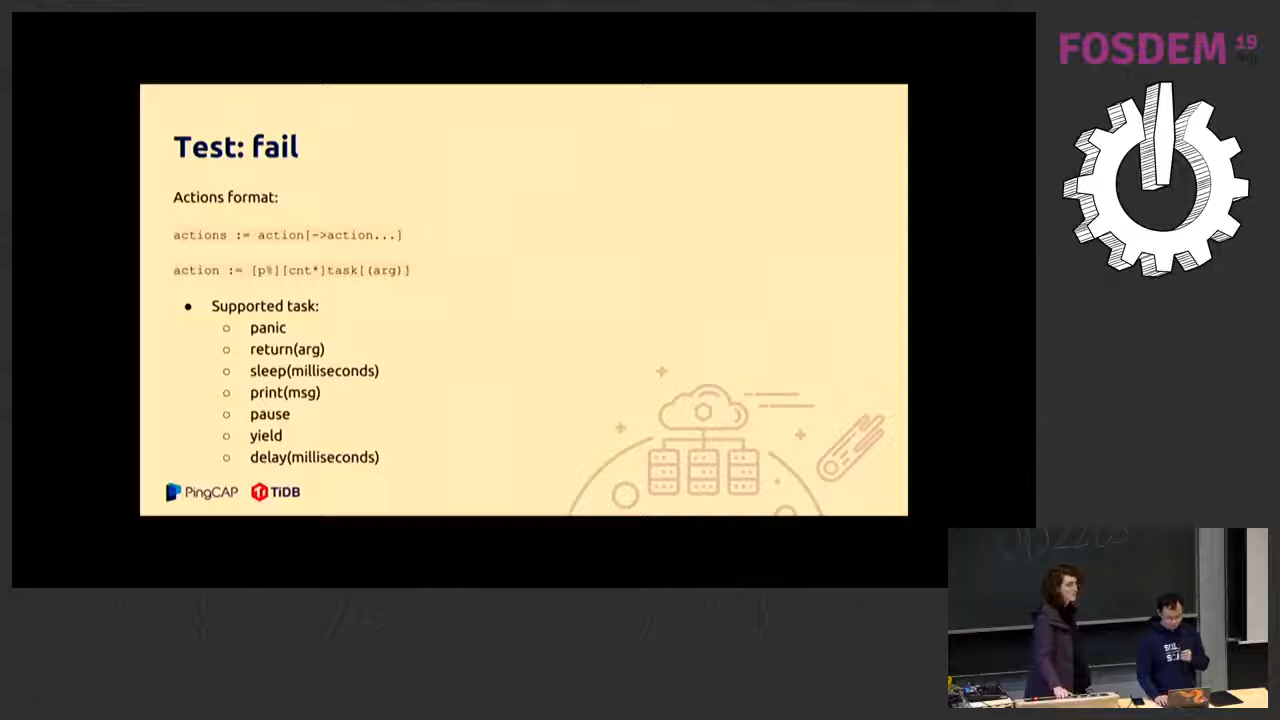 FOSDEM 19
Test: fail
Actions format:
actions := action[->action...]
action := [p%][cnt*]task[(arg)]
● Supported task:
○ panic
○ return(arg)
○ sleep(milliseconds)
○ print(msg)
○ pause
○ yield
○ delay(milliseconds)
PingCAP TiDB